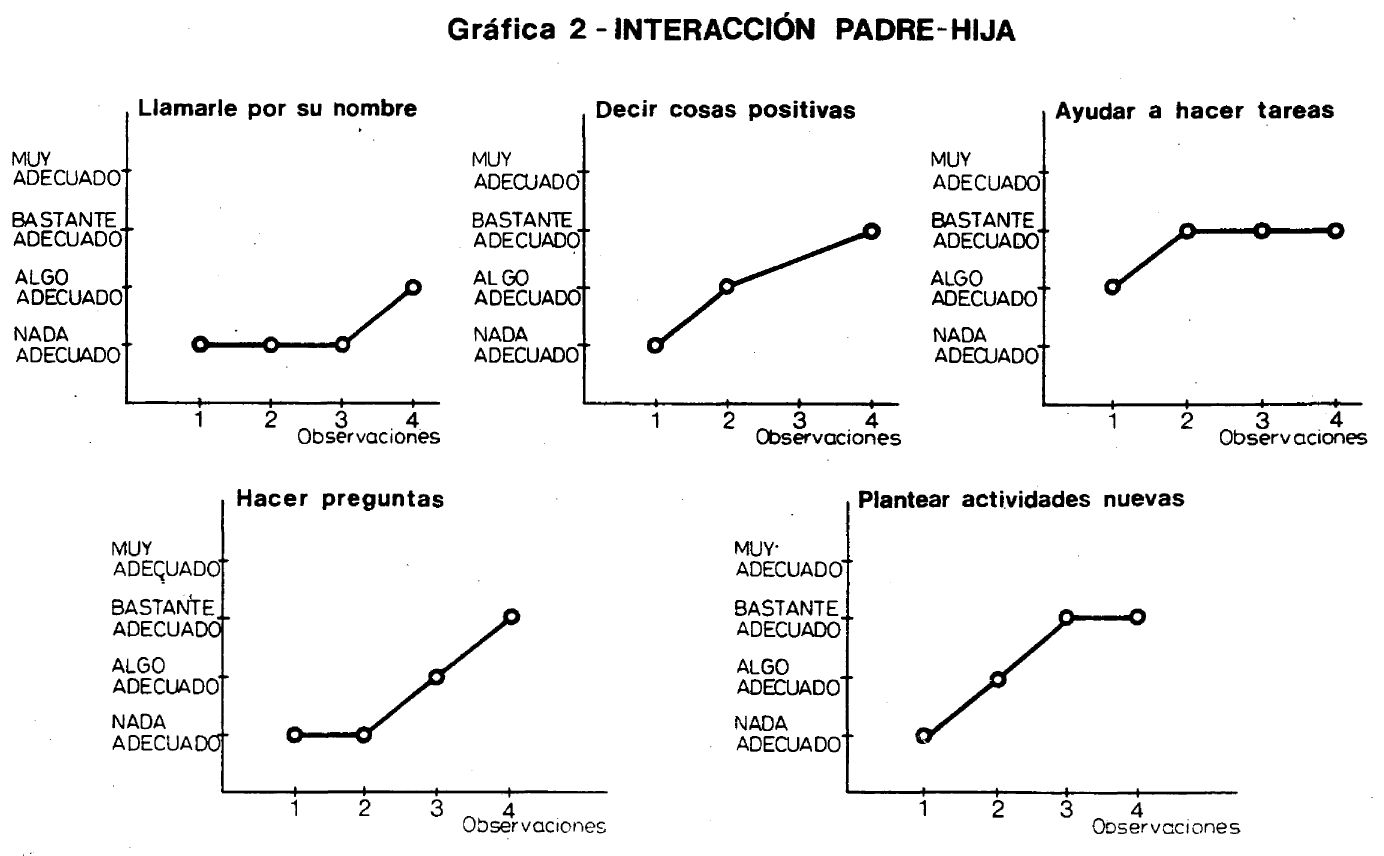 Gráfica 2 - INTERACCIÓN PADRE-HIJA
Llamarle por su nombre
MUY
ADECUADO
BASTANTE
ADECUADO
ALGO
ADECUADO
NADA
ADECUADO
1 2 3 4
Observaciones
Decir cosas positivas
MUY
ADECUADO
BASTANTE
ADECUADO
ALGO
ADECUADO
NADA
ADECUADO
1 2 3 4
Observaciones
Ayudar a hacer tareas
MUY
ADECUADO
BASTANTE
ADECUADO
ALGO
ADECUADO
NADA
ADECUADO
1 2 3 4
Observaciones
Hacer preguntas
MUY
ADECUADO
BASTANTE
ADECUADO
ALGO
ADECUADO
NADA
ADECUADO
1 2 3 4
Observaciones
Plantear actividades nuevas
MUY
ADECUADO
BASTANTE
ADECUADO
ALGO
ADECUADO
NADA
ADECUADO
1 2 3 4
Observaciones